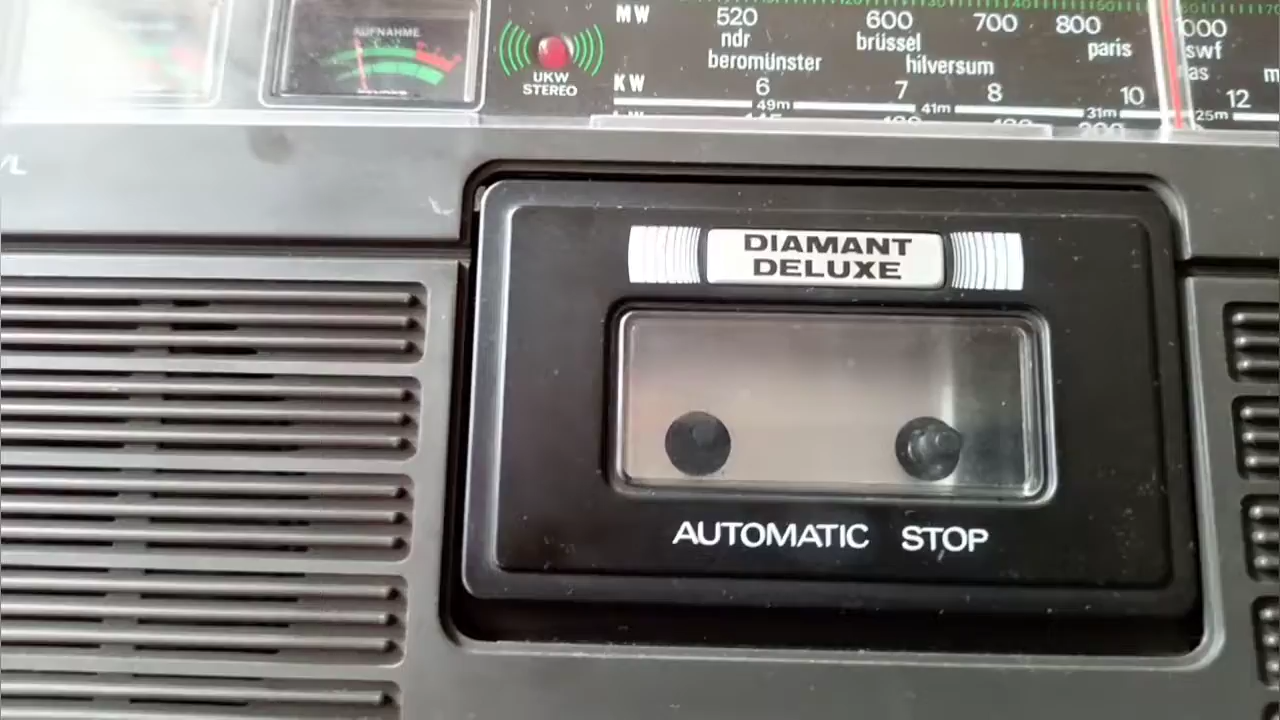 AUFNAHME
UKW
STEREO
MW 520 600 700 800 1000
ndr brüssel paris swf
beromünster hilversum
KW 6 7 8 10 12
49m 41m 31m 25m
DIAMANT
DELUXE
AUTOMATIC STOP